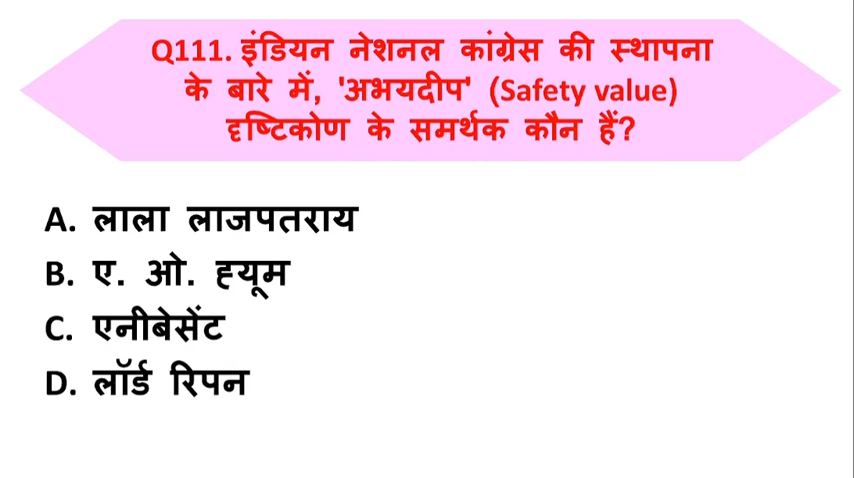 Q111. इंडियन नेशनल कांग्रेस की स्थापना
के बारे में, 'अभयदीप' (Safety value)
दृष्टिकोण के समर्थक कौन हैं?
A. लाला लाजपतराय
B. ए. ओ. ह्यूम
C. एनीबेसेंट
D. लॉर्ड रिपन